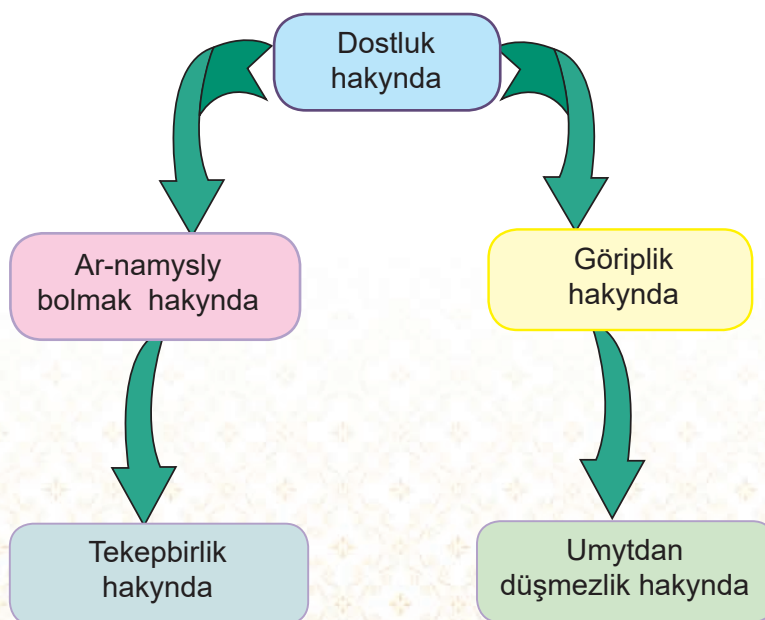 Dostluk
hakynda
Ar-namysly
bolmak hakynda
Göriplik
hakynda
Tekepbirlik
hakynda
Umytdan
düşmezlik hakynda